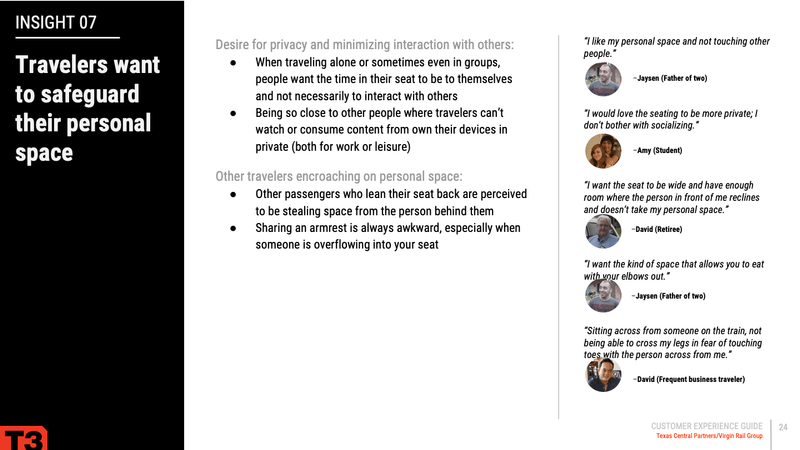 INSIGHT 07
Travelers want
to safeguard
their personal
space
Desire for privacy and minimizing interaction with others:
● When traveling alone or sometimes even in groups,
people want the time in their seat to be to themselves
and not necessarily to interact with others
● Being so close to other people where travelers can’t
watch or consume content from own their devices in
private (both for work or leisure)
Other travelers encroaching on personal space:
● Other passengers who lean their seat back are perceived
to be stealing space from the person behind them
● Sharing an armrest is always awkward, especially when
someone is overflowing into your seat
“I like my personal space and not touching other
people.”
–Jaysen (Father of two)
“I would love the seating to be more private; I
don’t bother with socializing.”
–Amy (Student)
“I want the seat to be wide and have enough
room where the person in front of me reclines
and doesn’t take my personal space.”
–David (Retiree)
“I want the kind of space that allows you to eat
with your elbows out.”
–Jaysen (Father of two)
“Sitting across from someone on the train, not
being able to cross my legs in fear of touching
toes with the person across from me.”
–David (Frequent business traveler)
T3
CUSTOMER EXPERIENCE GUIDE
Texas Central Partners/Virgin Rail Group
24